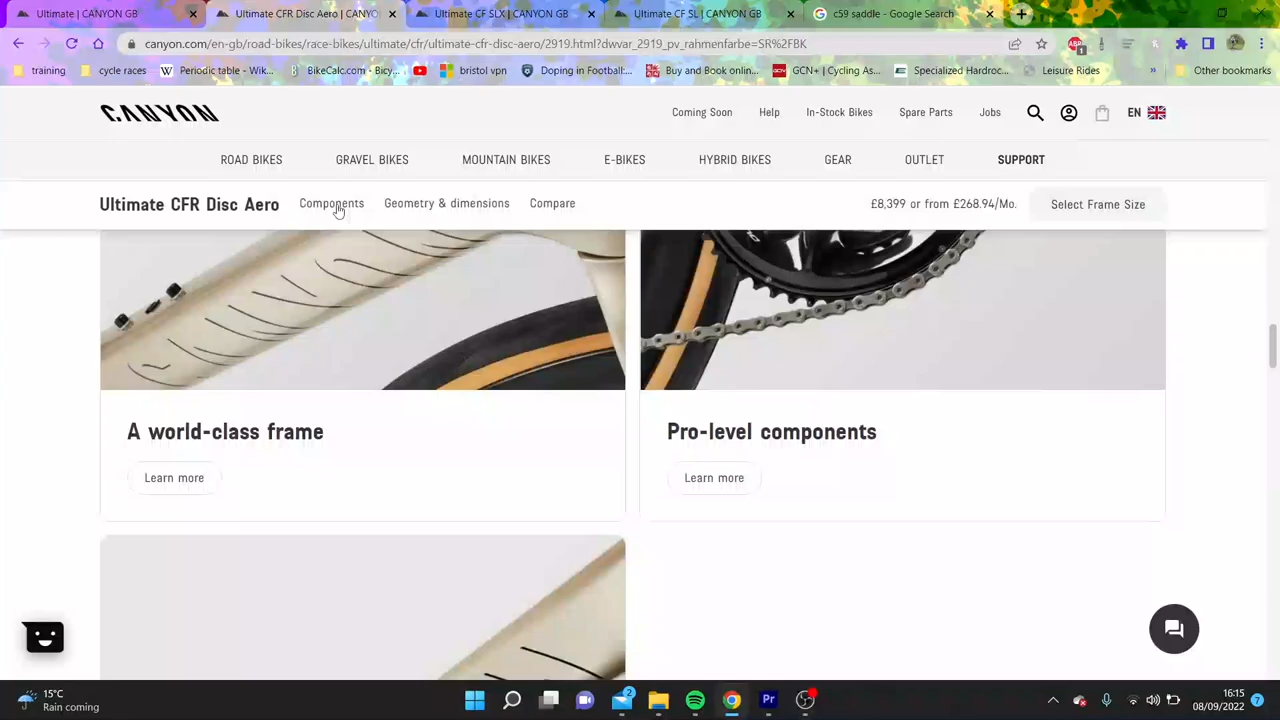 Ultimate | CANYON GB
Ultimate CFR Disc Aero | CANYO
Ultimate CF SLX | CANYON GB
Ultimate CF SL | CANYON GB
c59 saddle - Google Search
canyon.com/en-gb/road-bikes/race-bikes/ultimate/cfr/ultimate-cfr-disc-aero/2919.html?dwvar_2919_pv_rahmenfarbe=SR%2FBK
training
cycle races
Periodic table - Wik...
BikeCalc.com - Bicy...
bristol vpn
Doping in Football:...
Buy and Book onlin...
GCN+ | Cycling As...
Specialized Hardroc...
Leisure Rides
»
Other bookmarks
CANYON
Coming Soon
Help
In-Stock Bikes
Spare Parts
Jobs
EN
ROAD BIKES
GRAVEL BIKES
MOUNTAIN BIKES
E-BIKES
HYBRID BIKES
GEAR
OUTLET
SUPPORT
Ultimate CFR Disc Aero
Components
Geometry & dimensions
Compare
£8,399 or from £268.94/Mo.
Select Frame Size
A world-class frame
Pro-level components
Learn more
Learn more
15°C
Rain coming
2
Pr
16:15
08/09/2022
7